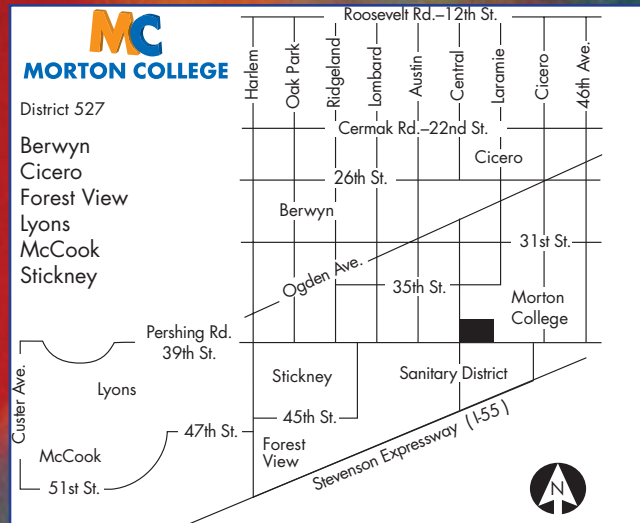 MC
MORTON COLLEGE
District 527
Berwyn
Cicero
Forest View
Lyons
McCook
Stickney
Roosevelt Rd.–12th St.
Harlem
Oak Park
Ridgeland
Lombard
Austin
Central
Laramie
Cicero
46th Ave.
Cermak Rd.–22nd St.
Cicero
26th St.
Berwyn
31st St.
Ogden Ave.
35th St.
Morton
College
Pershing Rd.
39th St.
Custer Ave.
Lyons
Stickney
Sanitary District
45th St.
47th St.
Forest
View
McCook
51st St.
Stevenson Expressway (I-55)
N